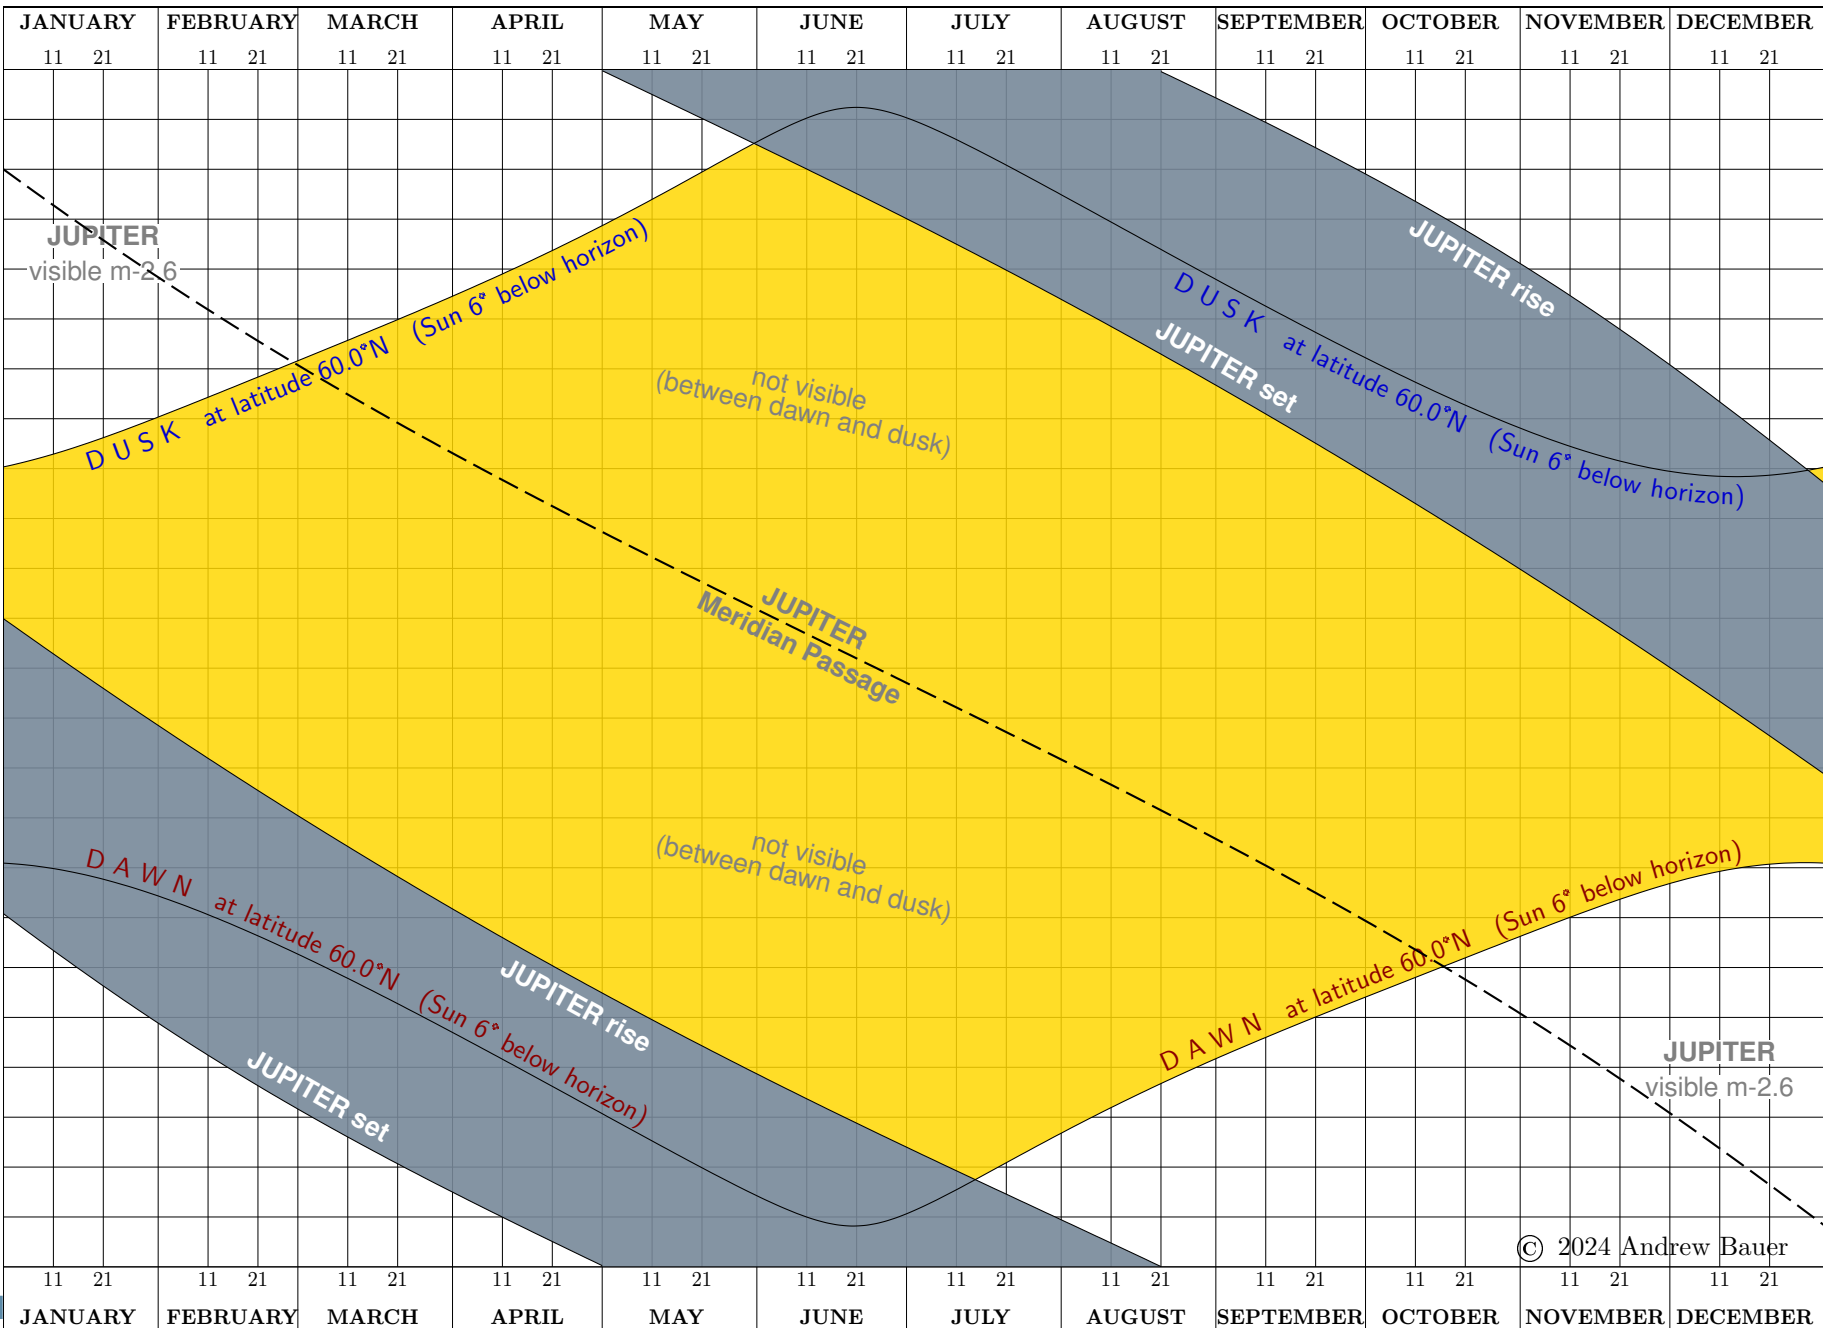 JANUARY FEBRUARY MARCH APRIL MAY JUNE JULY AUGUST SEPTEMBER OCTOBER NOVEMBER DECEMBER
11 21 11 21 11 21 11 21 11 21 11 21 11 21 11 21 11 21 11 21 11 21 11 21
JUPITER
visible m-2.6
DUSK at latitude 60.0°N (Sun 6° below horizon)
JUPITER rise
DUSK at latitude 60.0°N (Sun 6° below horizon)
JUPITER set
not visible
(between dawn and dusk)
JUPITER
Meridian Passage
not visible
(between dawn and dusk)
DAWN at latitude 60.0°N (Sun 6° below horizon)
JUPITER rise
JUPITER set
DAWN at latitude 60.0°N (Sun 6° below horizon)
JUPITER
visible m-2.6
© 2024 Andrew Bauer
11 21 11 21 11 21 11 21 11 21 11 21 11 21 11 21 11 21 11 21 11 21 11 21
JANUARY FEBRUARY MARCH APRIL MAY JUNE JULY AUGUST SEPTEMBER OCTOBER NOVEMBER DECEMBER